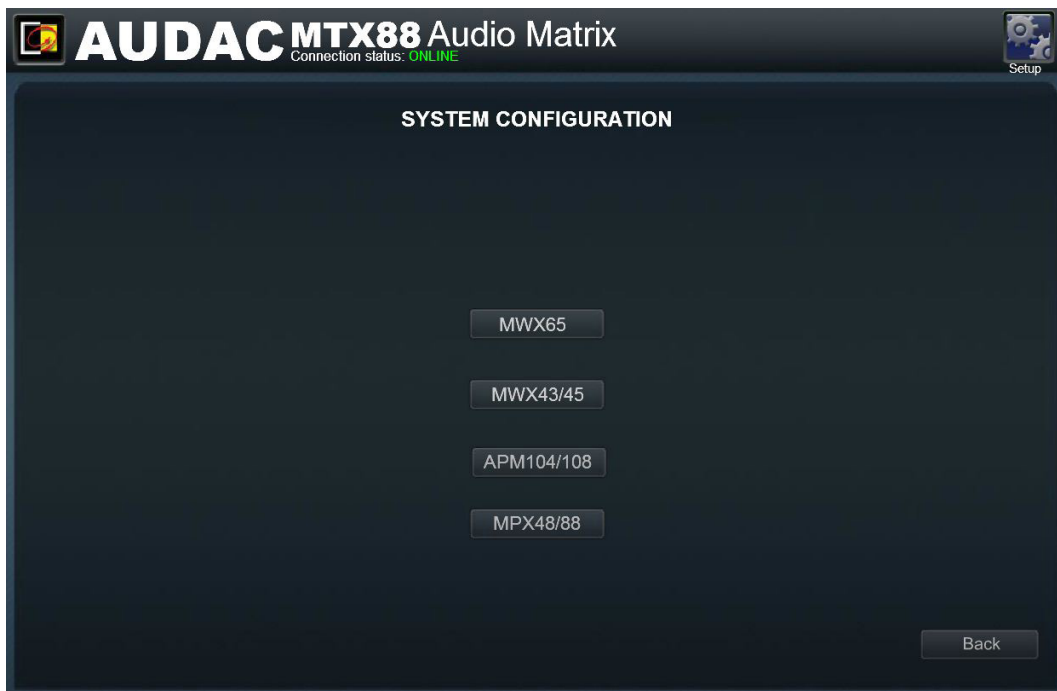 AUDAC MTX88 Audio Matrix
Connection status: ONLINE
Setup
SYSTEM CONFIGURATION
MWX65
MWX43/45
APM104/108
MPX48/88
Back